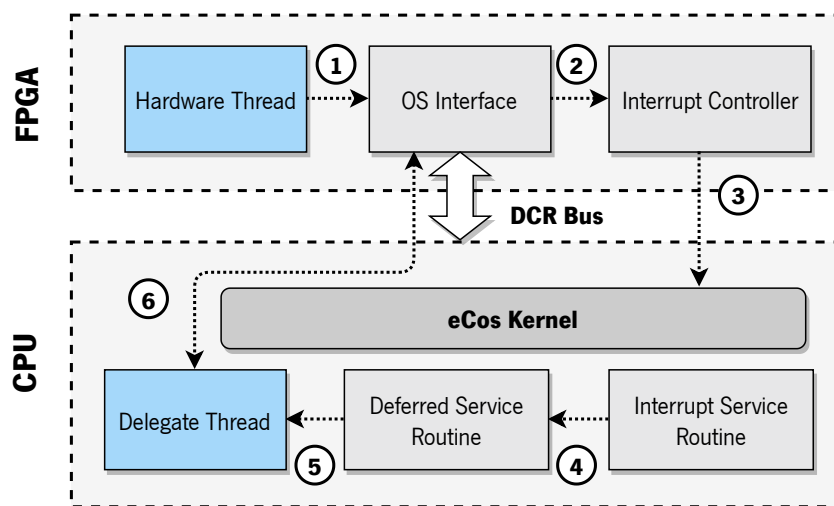 FPGA
1
2
Hardware Thread
OS Interface
Interrupt Controller
3
DCR Bus
CPU
6
eCos Kernel
Delegate Thread
Deferred Service
Routine
Interrupt Service
Routine
5
4